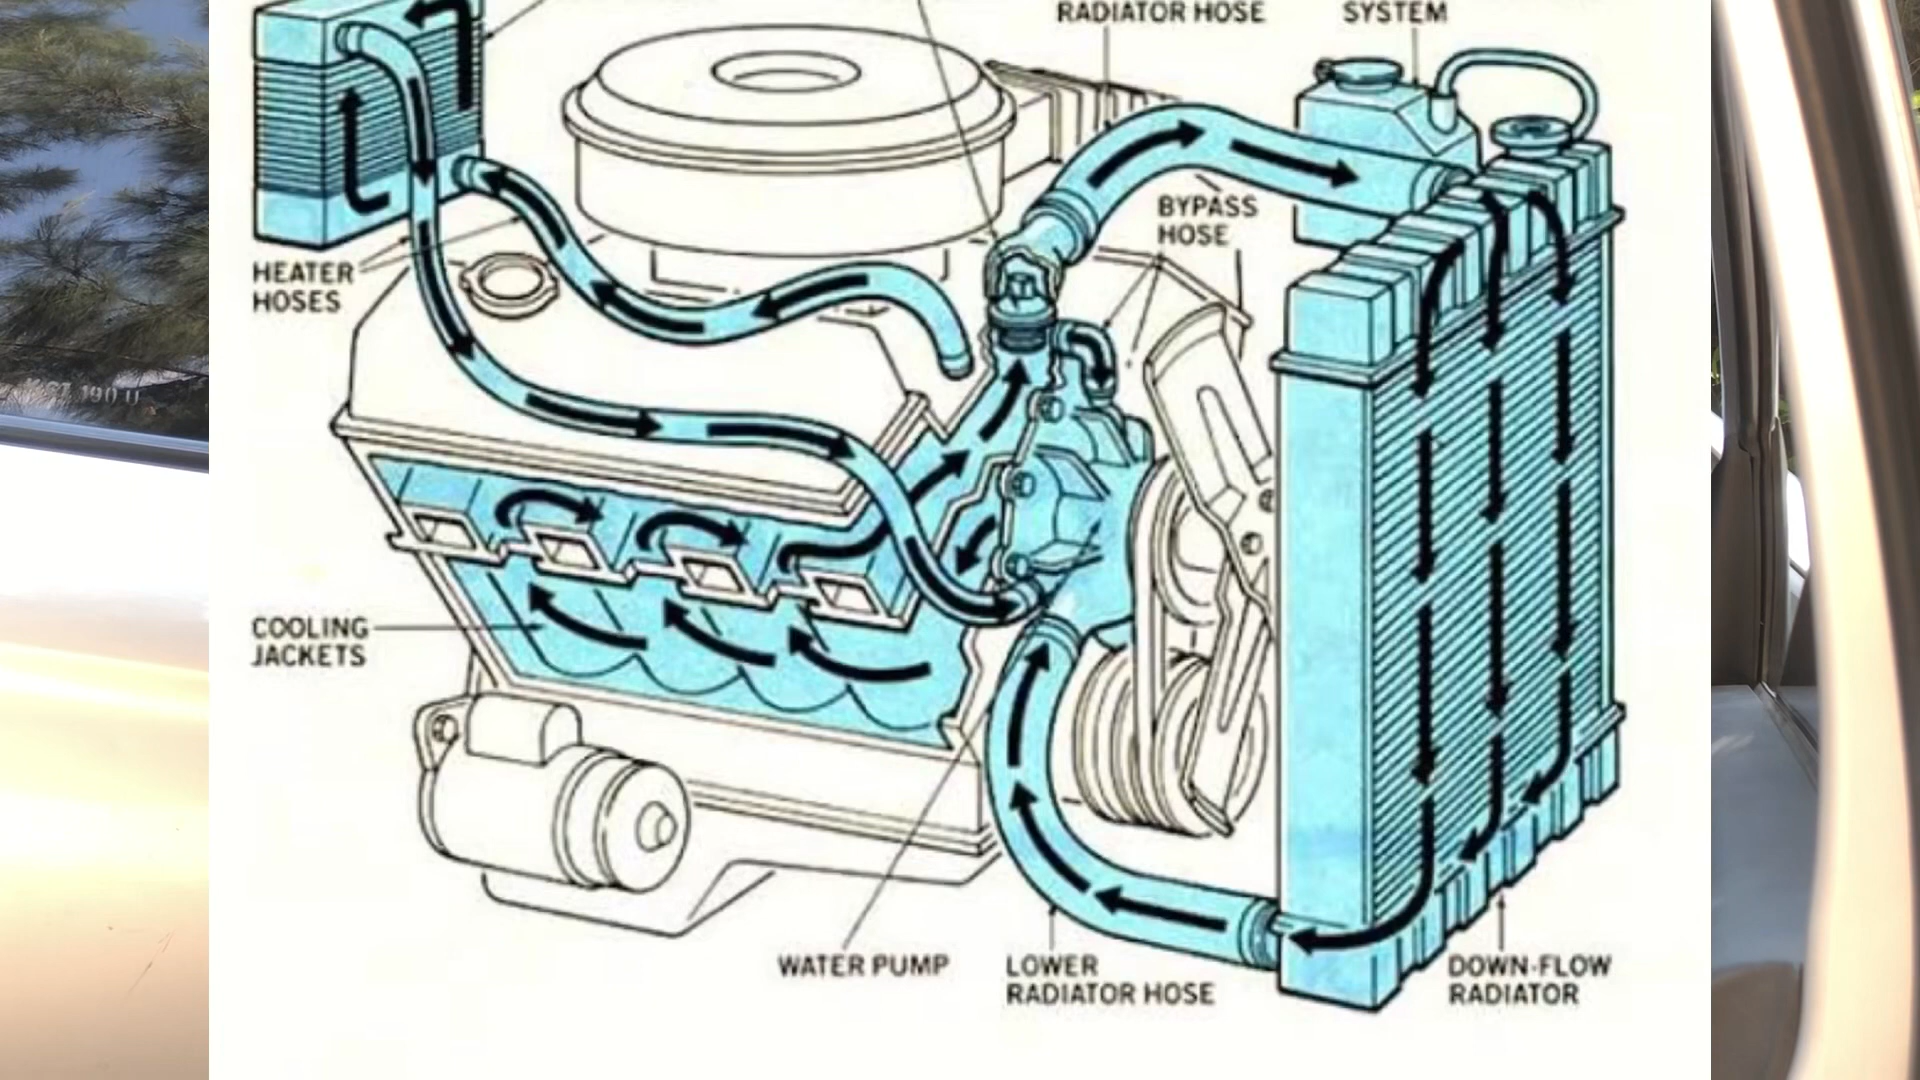 RADIATOR HOSE
SYSTEM
BYPASS
HOSE
HEATER
HOSES
COOLING
JACKETS
WATER PUMP
LOWER
RADIATOR HOSE
DOWN-FLOW
RADIATOR